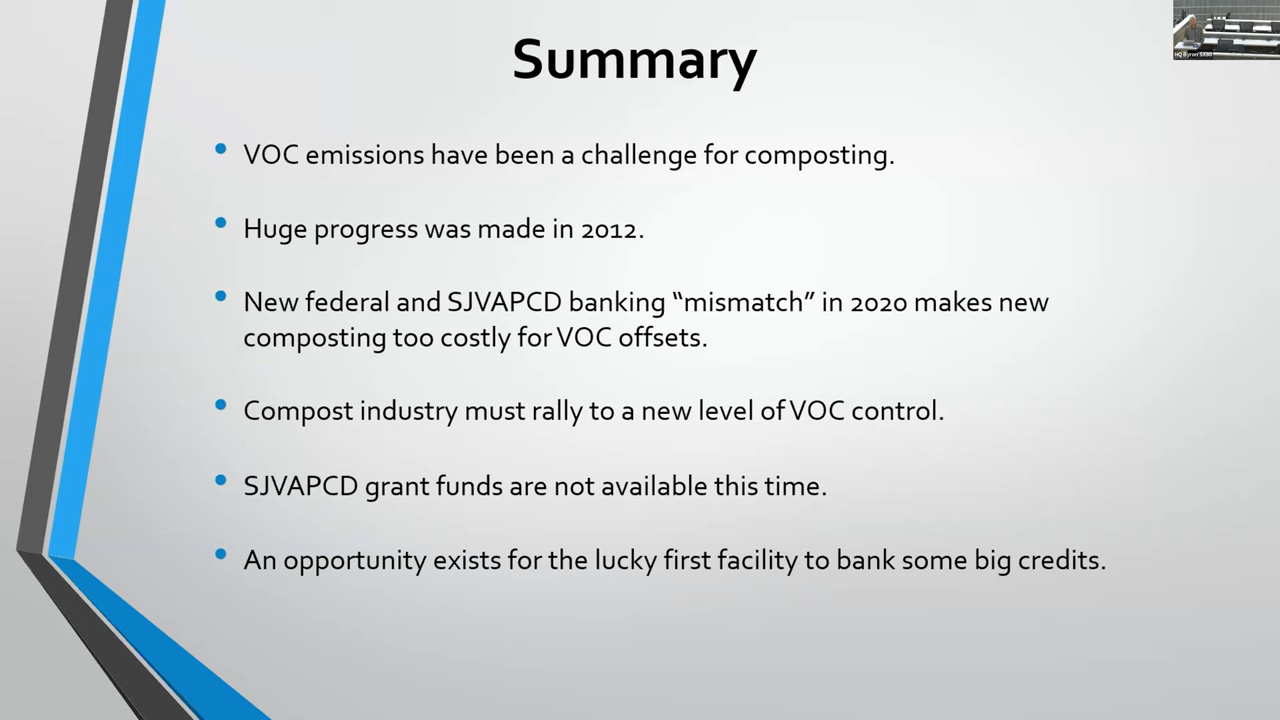 Summary
VOC emissions have been a challenge for composting.
Huge progress was made in 2012.
New federal and SJVAPCD banking “mismatch” in 2020 makes new
composting too costly for VOC offsets.
Compost industry must rally to a new level of VOC control.
SJVAPCD grant funds are not available this time.
An opportunity exists for the lucky first facility to bank some big credits.